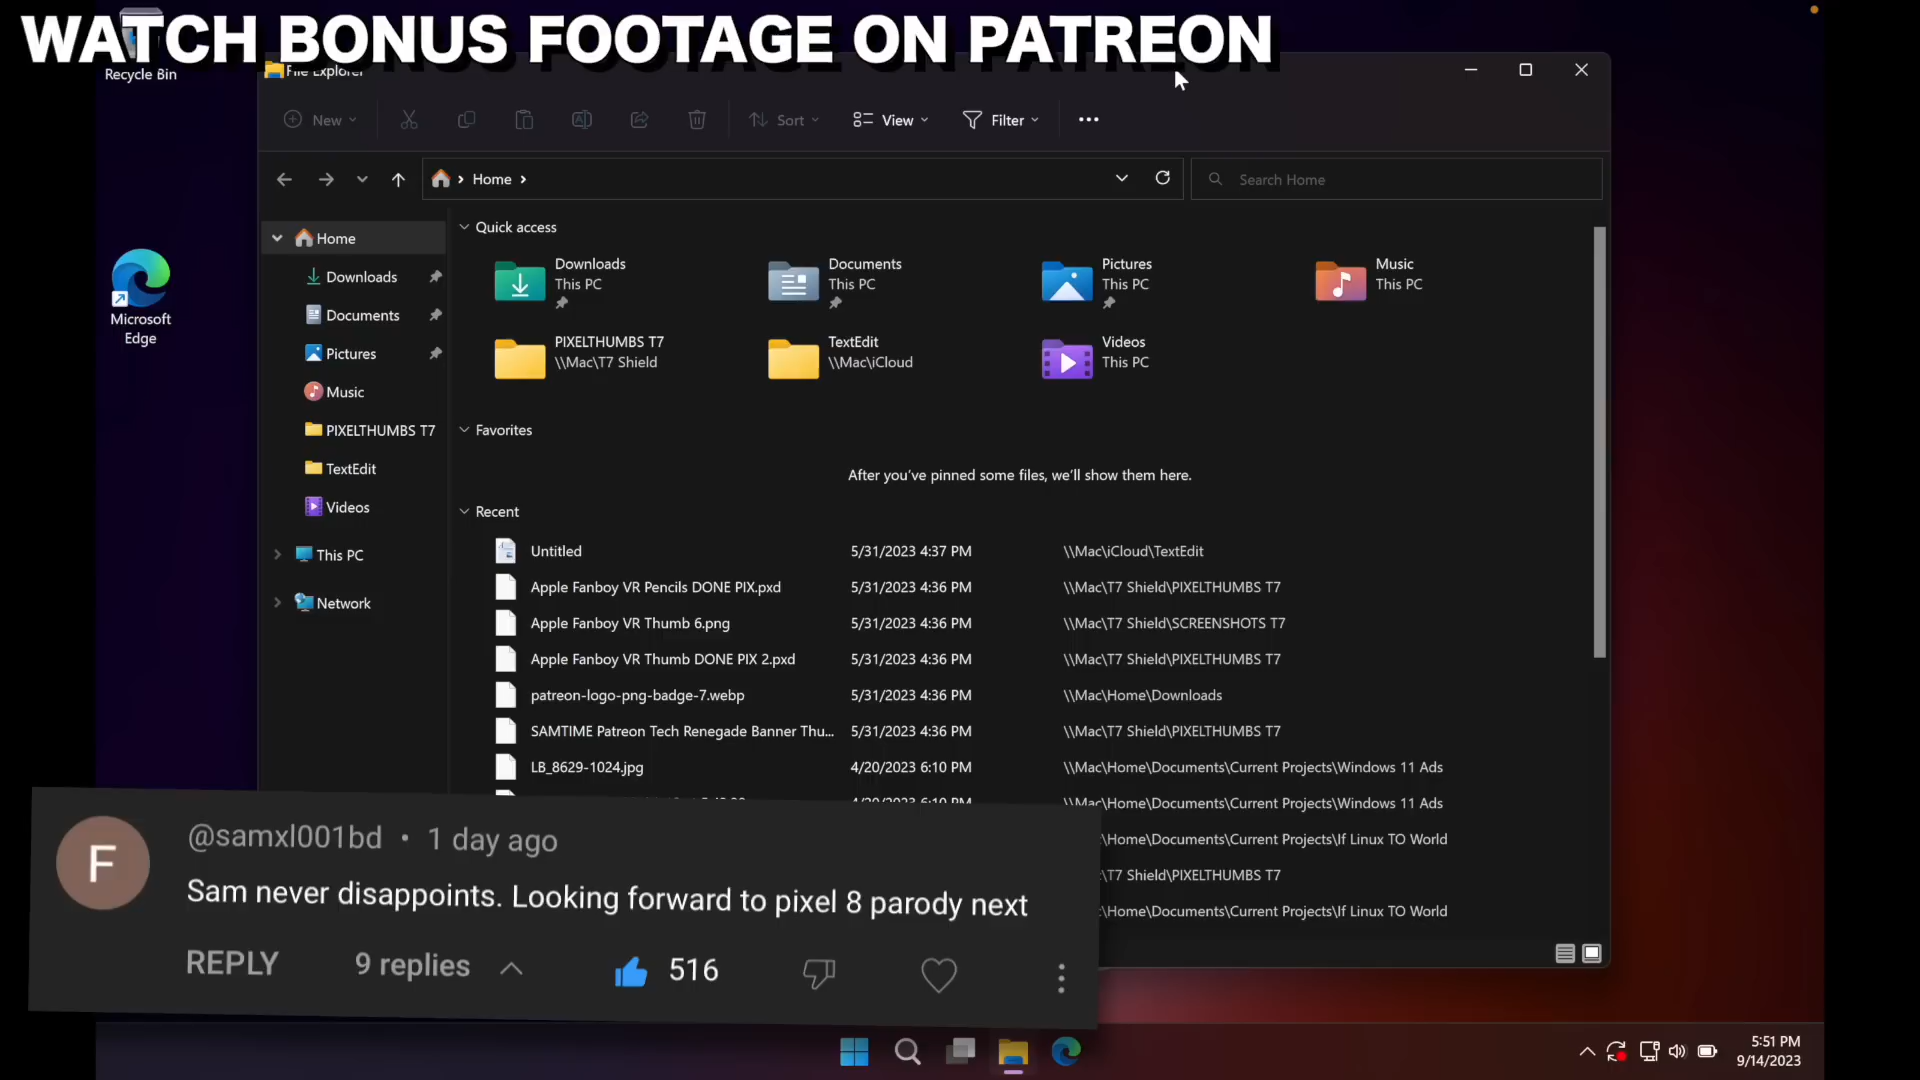 WATCH BONUS FOOTAGE ON PATREON
Recycle Bin
File Explorer
New
Sort
View
Filter
Home
Search Home
Microsoft
Edge
Home
Downloads
Documents
Pictures
Music
PIXELTHUMBS T7
TextEdit
Videos
This PC
Network
Quick access
Downloads
This PC
Documents
This PC
Pictures
This PC
Music
This PC
PIXELTHUMBS T7
\\Mac\T7 Shield
TextEdit
\\Mac\iCloud
Videos
This PC
Favorites
After you've pinned some files, we'll show them here.
Recent
Untitled 5/31/2023 4:37 PM \\Mac\iCloud\TextEdit
Apple Fanboy VR Pencils DONE PIX.pxd 5/31/2023 4:36 PM \\Mac\T7 Shield\PIXELTHUMBS T7
Apple Fanboy VR Thumb 6.png 5/31/2023 4:36 PM \\Mac\T7 Shield\SCREENSHOTS T7
Apple Fanboy VR Thumb DONE PIX 2.pxd 5/31/2023 4:36 PM \\Mac\T7 Shield\PIXELTHUMBS T7
patreon-logo-png-badge-7.webp 5/31/2023 4:36 PM \\Mac\Home\Downloads
SAMTIME Patreon Tech Renegade Banner Thu... 5/31/2023 4:36 PM \\Mac\T7 Shield\PIXELTHUMBS T7
LB_8629-1024.jpg 4/20/2023 6:10 PM \\Mac\Home\Documents\Current Projects\Windows 11 Ads
4/20/2023 6:10 PM \\Mac\Home\Documents\Current Projects\Windows 11 Ads
\Home\Documents\Current Projects\If Linux TO World
\T7 Shield\PIXELTHUMBS T7
\Home\Documents\Current Projects\If Linux TO World
F
@samxl001bd • 1 day ago
Sam never disappoints. Looking forward to pixel 8 parody next
REPLY 9 replies 516
5:51 PM
9/14/2023